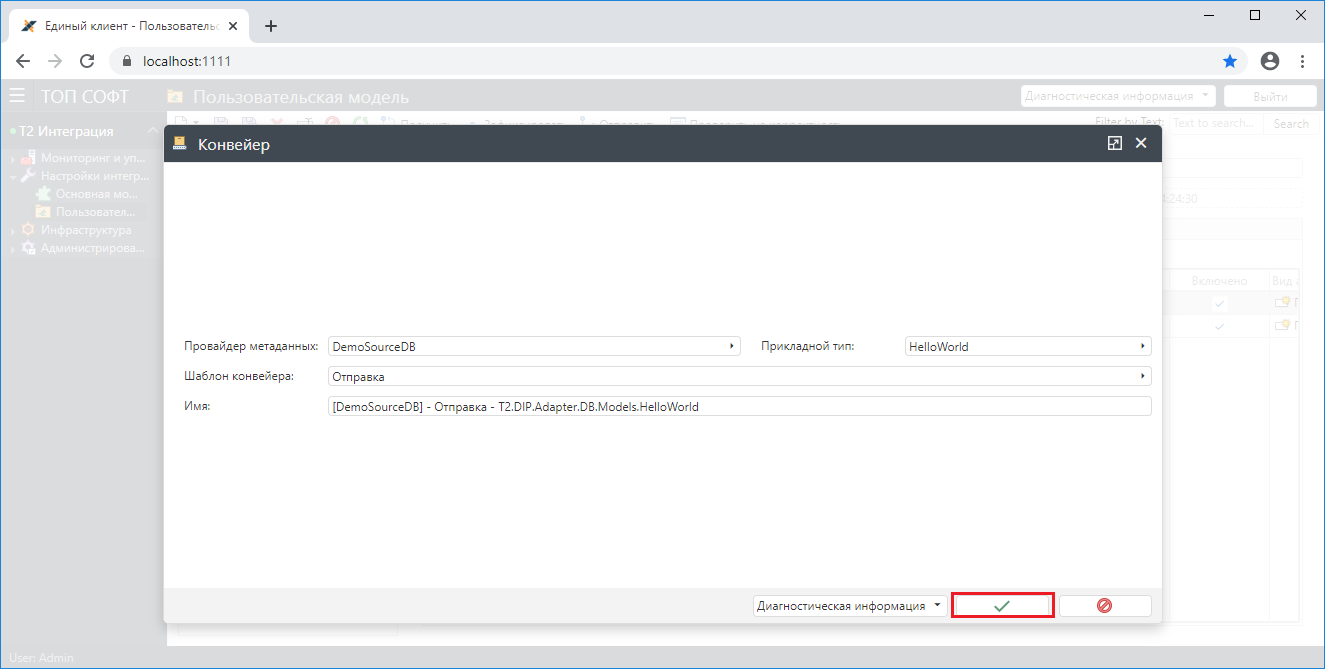 Единый клиент - Пользовательс
localhost:1111
ТОП СОФТ
Пользовательская модель
Диагностическая информация
Выйти
Т2 Интеграция
Filter by Text:
Text to search...
Search
Мониторинг и уп...
Настройки интегр...
Основная мо...
Пользовател...
Инфраструктура
Администрирова...
Конвейер
4:24:30
Включено
Вид
Провайдер метаданных:
DemoSourceDB
Прикладной тип:
HelloWorld
Шаблон конвейера:
Отправка
Имя:
[DemoSourceDB] - Отправка - T2.DIP.Adapter.DB.Models.HelloWorld
Диагностическая информация
User: Admin